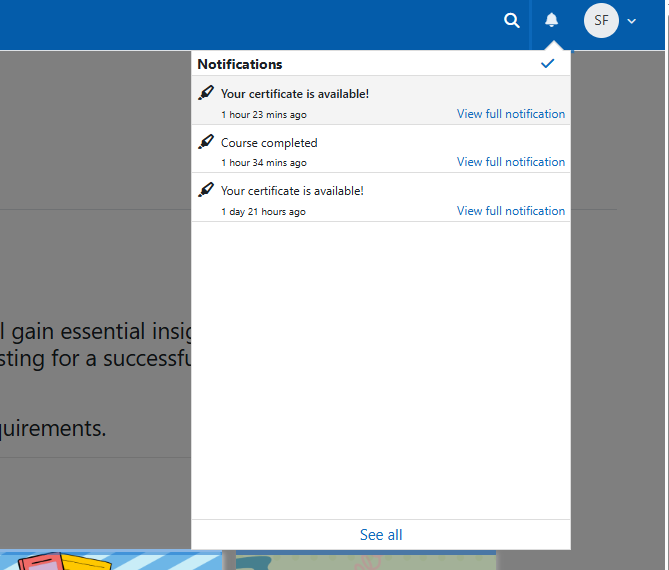 SF
Notifications
Your certificate is available!
1 hour 23 mins ago
View full notification
Course completed
1 hour 34 mins ago
View full notification
Your certificate is available!
1 day 21 hours ago
View full notification
l gain essential
sting for a
quirements.
See all